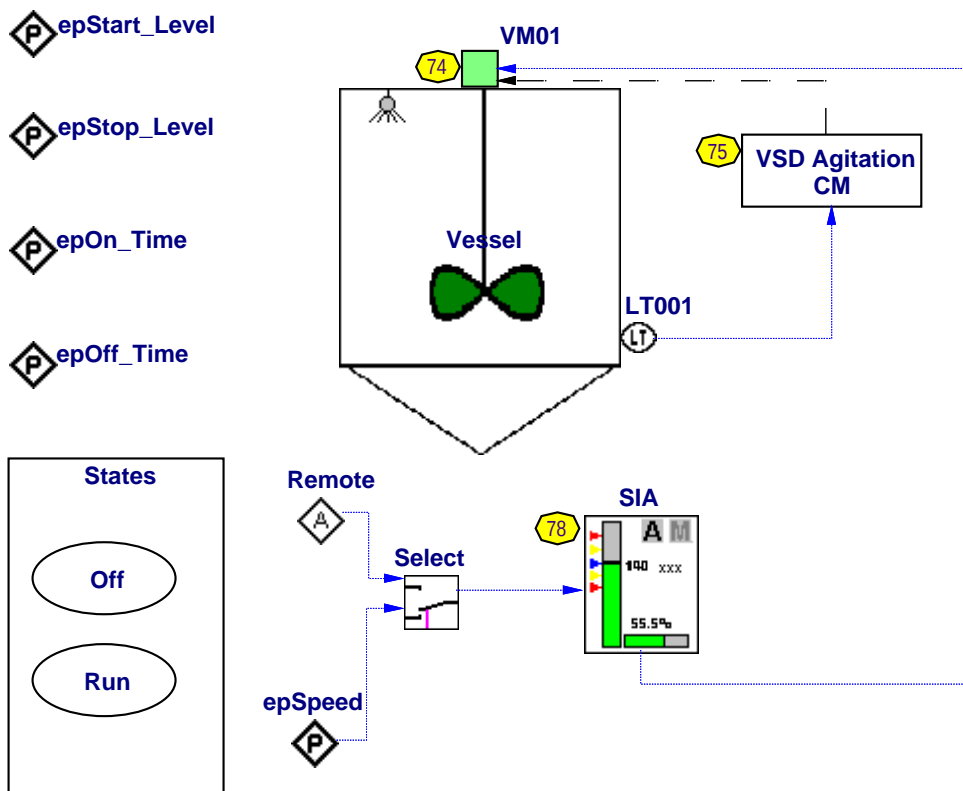 P epStart_Level
VM01
74
P epStop_Level
75
VSD Agitation
CM
P epOn_Time
Vessel
LT001
LT
P epOff_Time
States
Off
Run
Remote
A
Select
epSpeed
P
SIA
78
A M
140 xxx
55.5%